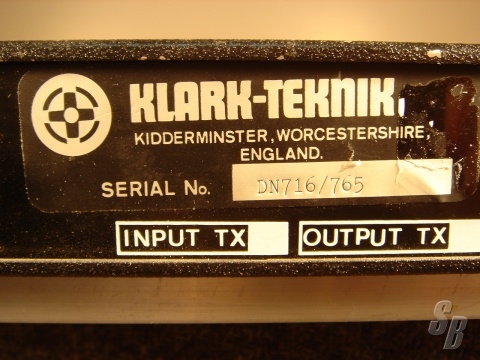 KLARK-TEKNIK
KIDDERMINSTER, WORCESTERSHIRE,
ENGLAND.
SERIAL No. DN716/765
INPUT TX OUTPUT TX
SB